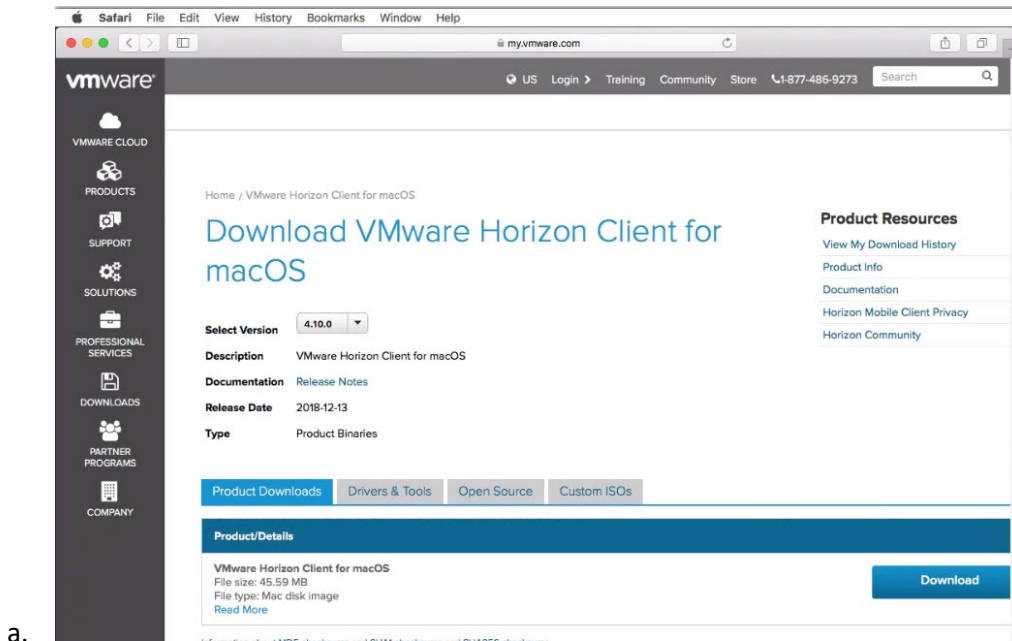 Safari File Edit View History Bookmarks Window Help
my.vmware.com
vmware
US Login > Training Community Store 1-877-486-9273 Search
VMWARE CLOUD
PRODUCTS
SUPPORT
SOLUTIONS
PROFESSIONAL
SERVICES
DOWNLOADS
PARTNER
PROGRAMS
COMPANY
Home / VMware Horizon Client for macOS
Download VMware Horizon Client for
macOS
Select Version 4.10.0
Description VMware Horizon Client for macOS
Documentation Release Notes
Release Date 2018-12-13
Type Product Binaries
Product Resources
View My Download History
Product Info
Documentation
Horizon Mobile Client Privacy
Horizon Community
Product Downloads Drivers & Tools Open Source Custom ISOs
Product/Details
VMware Horizon Client for macOS
File size: 45.59 MB
File type: Mac disk image
Read More
Download
a.